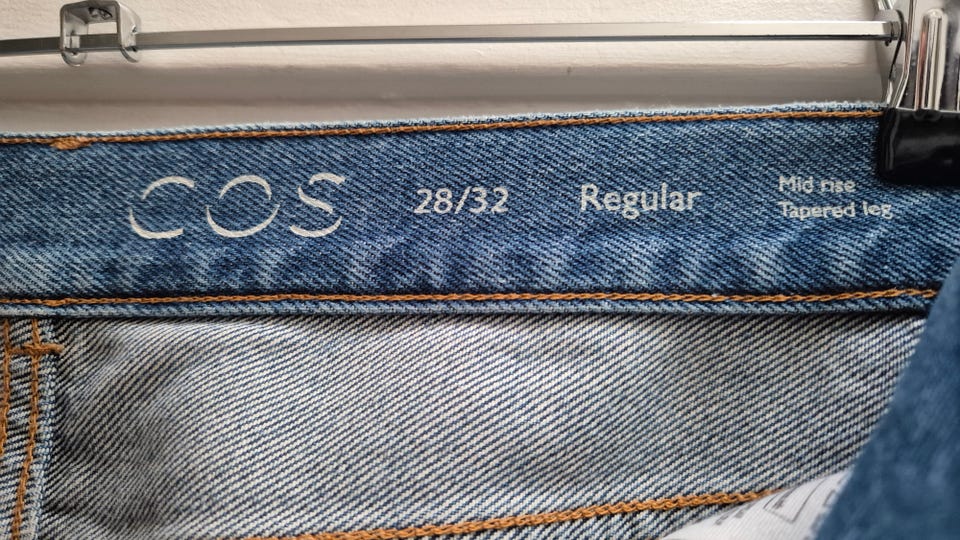 COS 28/32 Regular Mid rise
Tapered leg